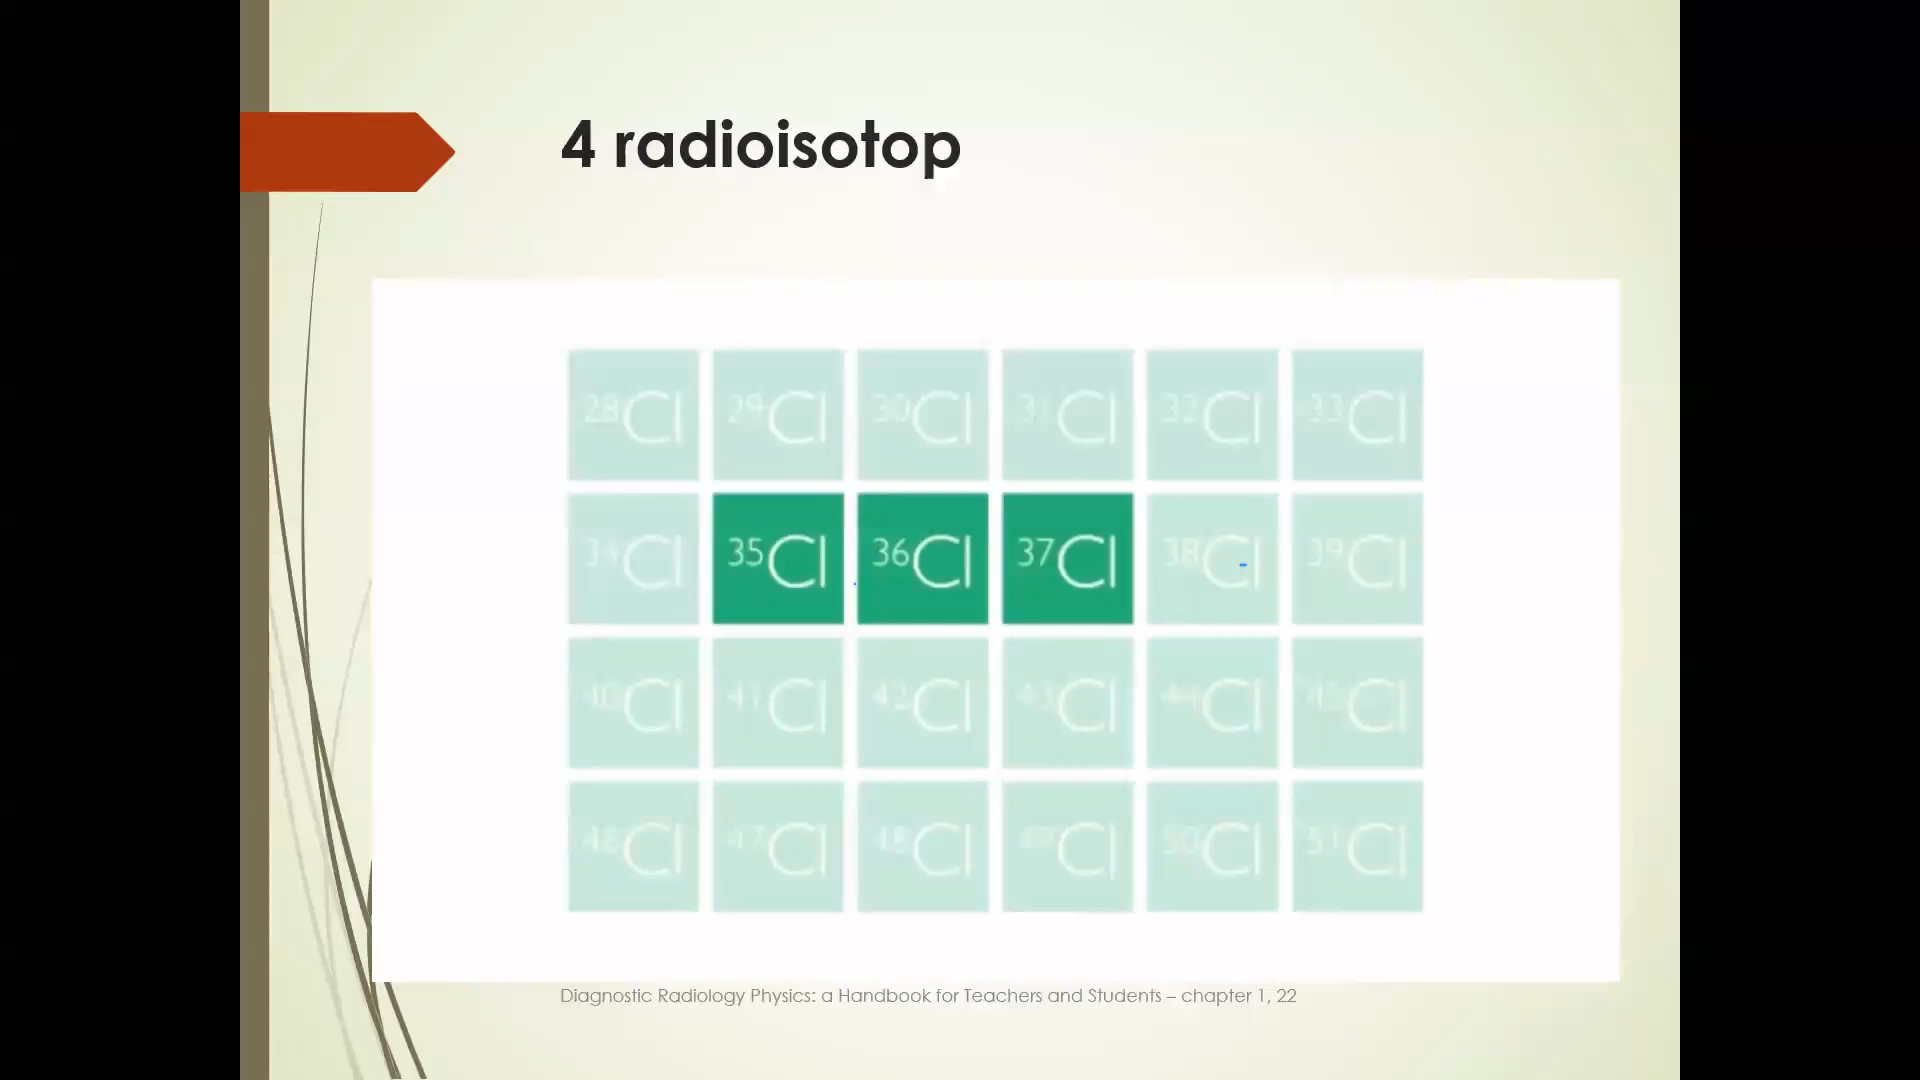 4 radioisotop
28Cl 29Cl 30Cl 31Cl 32Cl 33Cl
34Cl 35Cl 36Cl 37Cl 38Cl 39Cl
40Cl 41Cl 42Cl 43Cl 44Cl 45Cl
46Cl 47Cl 48Cl 49Cl 50Cl 51Cl
Diagnostic Radiology Physics: a Handbook for Teachers and Students – chapter 1, 22